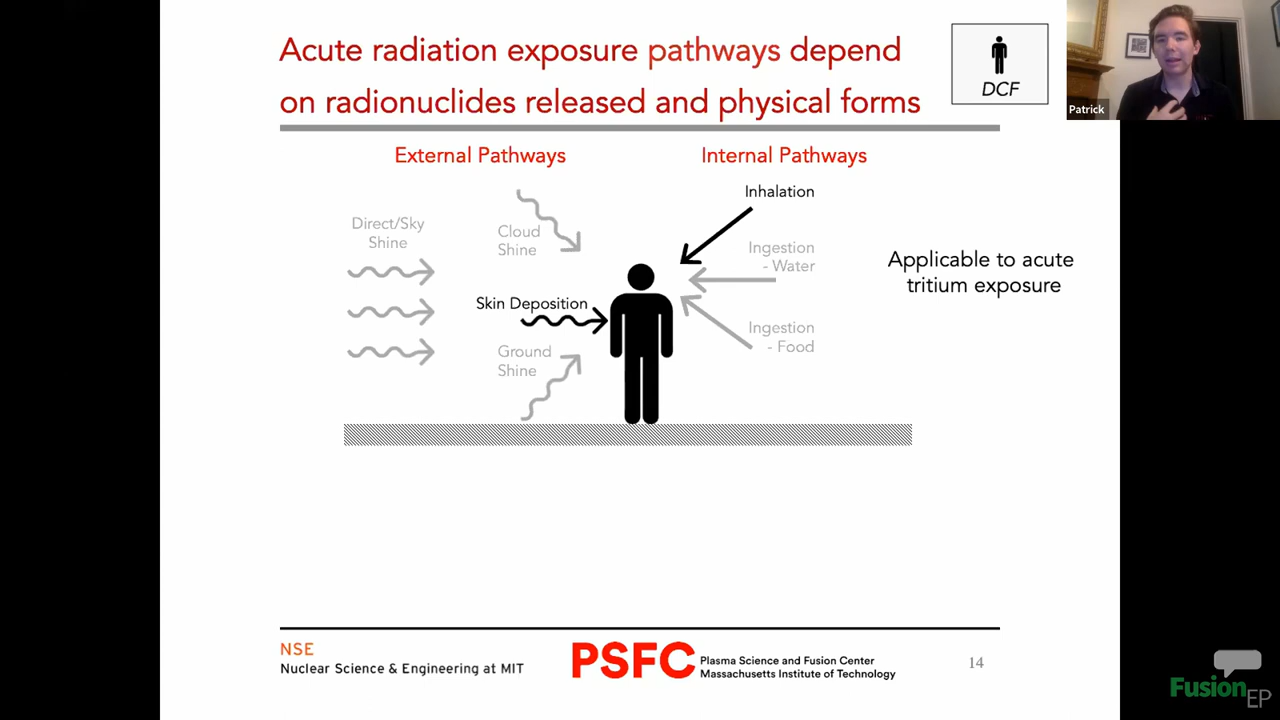 Acute radiation exposure pathways depend
on radionuclides released and physical forms
DCF
Patrick
External Pathways
Internal Pathways
Inhalation
Direct/Sky
Shine
Cloud
Shine
Ingestion
- Water
Applicable to acute
tritium exposure
Skin Deposition
Ground
Shine
Ingestion
- Food
NSE
Nuclear Science & Engineering at MIT
PSFC
Plasma Science and Fusion Center
Massachusetts Institute of Technology
14
Fusion
EP